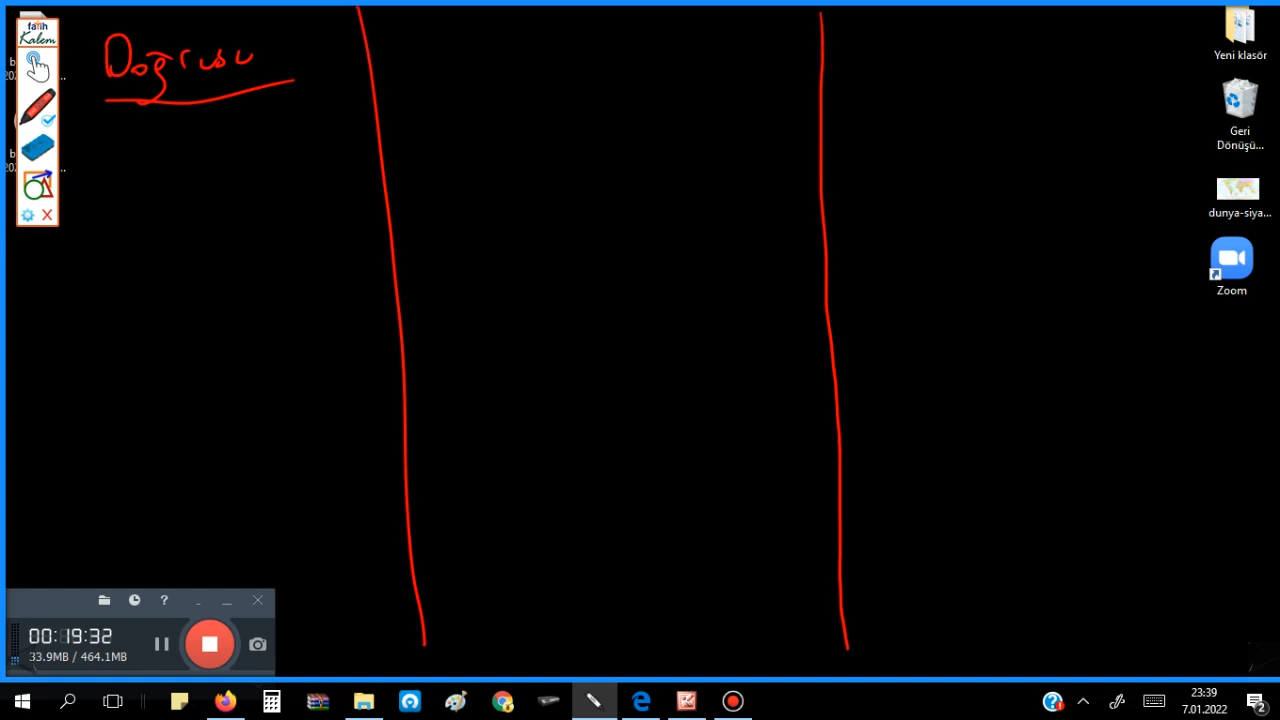 fatih
Kalem
Doğrusu
Yeni klasör
Geri
Dönüşü...
dunya-siya...
Zoom
00:19:32
33.9MB / 464.1MB
23:39
7.01.2022
2